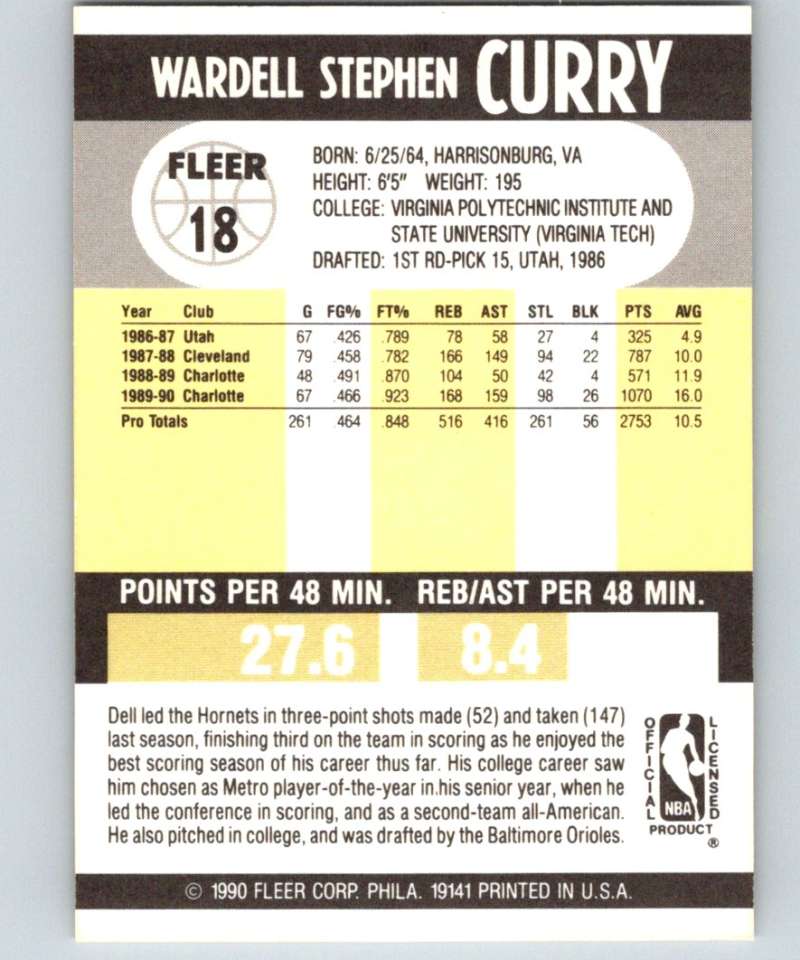 WARDELL STEPHEN CURRY
FLEER
18
BORN: 6/25/64, HARRISONBURG, VA
HEIGHT: 6'5" WEIGHT: 195
COLLEGE: VIRGINIA POLYTECHNIC INSTITUTE AND
STATE UNIVERSITY (VIRGINIA TECH)
DRAFTED: 1ST RD-PICK 15, UTAH, 1986
Year Club G FG% FT% REB AST STL BLK PTS AVG
1986-87 Utah 67 .426 .789 78 58 27 4 325 4.9
1987-88 Cleveland 79 .458 .782 166 149 94 22 787 10.0
1988-89 Charlotte 48 .491 .870 104 50 42 4 571 11.9
1989-90 Charlotte 67 .466 .923 168 159 98 26 1070 16.0
Pro Totals 261 .464 .848 516 416 261 56 2753 10.5
POINTS PER 48 MIN. REB/AST PER 48 MIN.
27.6 8.4
Dell led the Hornets in three-point shots made (52) and taken (147)
last season, finishing third on the team in scoring as he enjoyed the
best scoring season of his career thus far. His college career saw
him chosen as Metro player-of-the-year in.his senior year, when he
led the conference in scoring, and as a second-team all-American.
He also pitched in college, and was drafted by the Baltimore Orioles.
OFFICIAL
LICENSED
NBA
PRODUCT
®
© 1990 FLEER CORP. PHILA. 19141 PRINTED IN U.S.A.